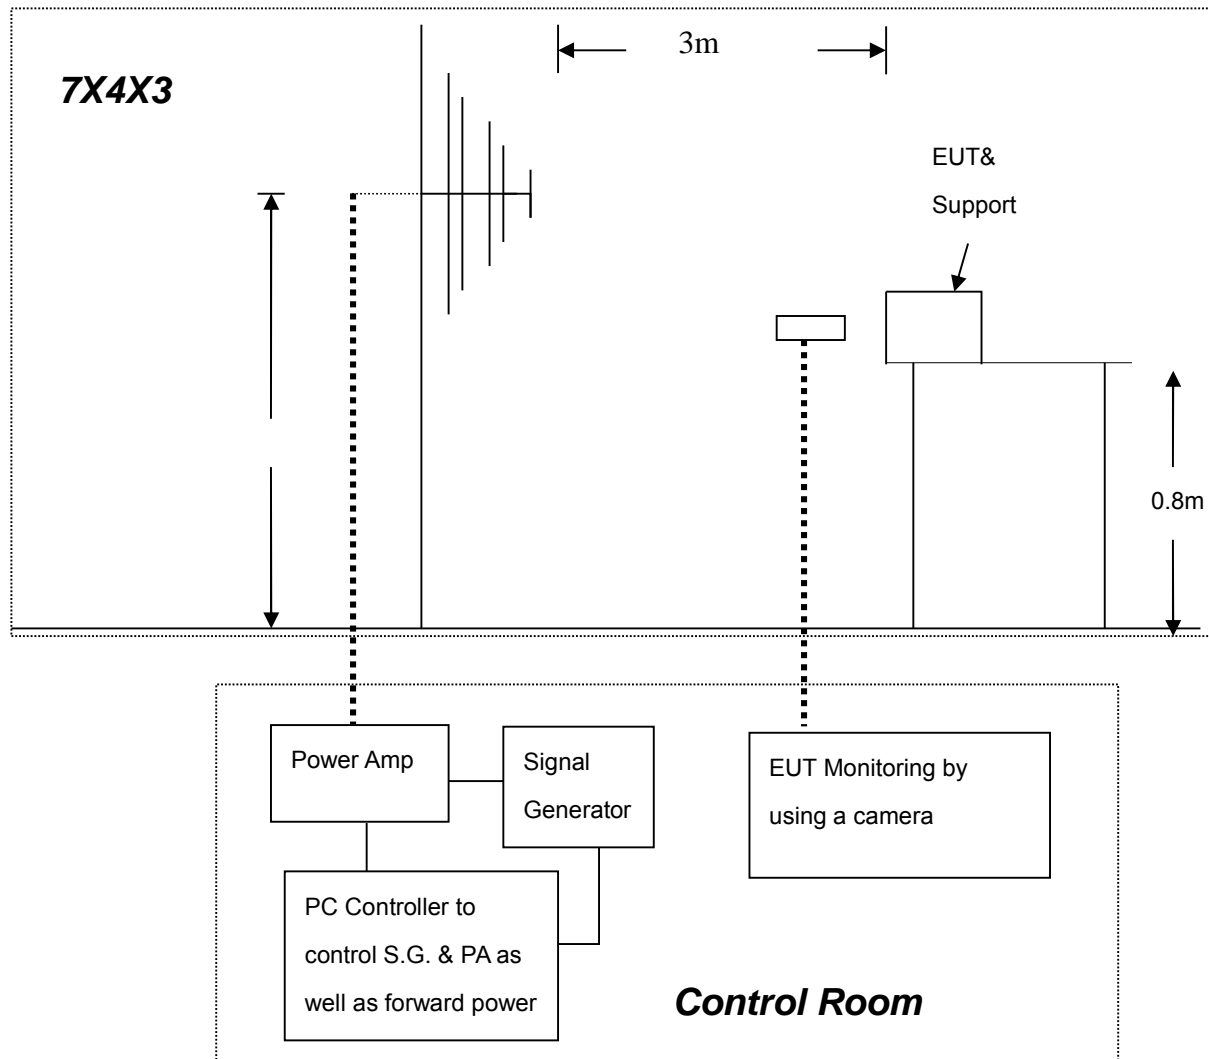 3m
7X4X3
EUT&
Support
0.8m
Power Amp
Signal
Generator
EUT Monitoring by
using a camera
PC Controller to
control S.G. & PA as
well as forward power
Control Room